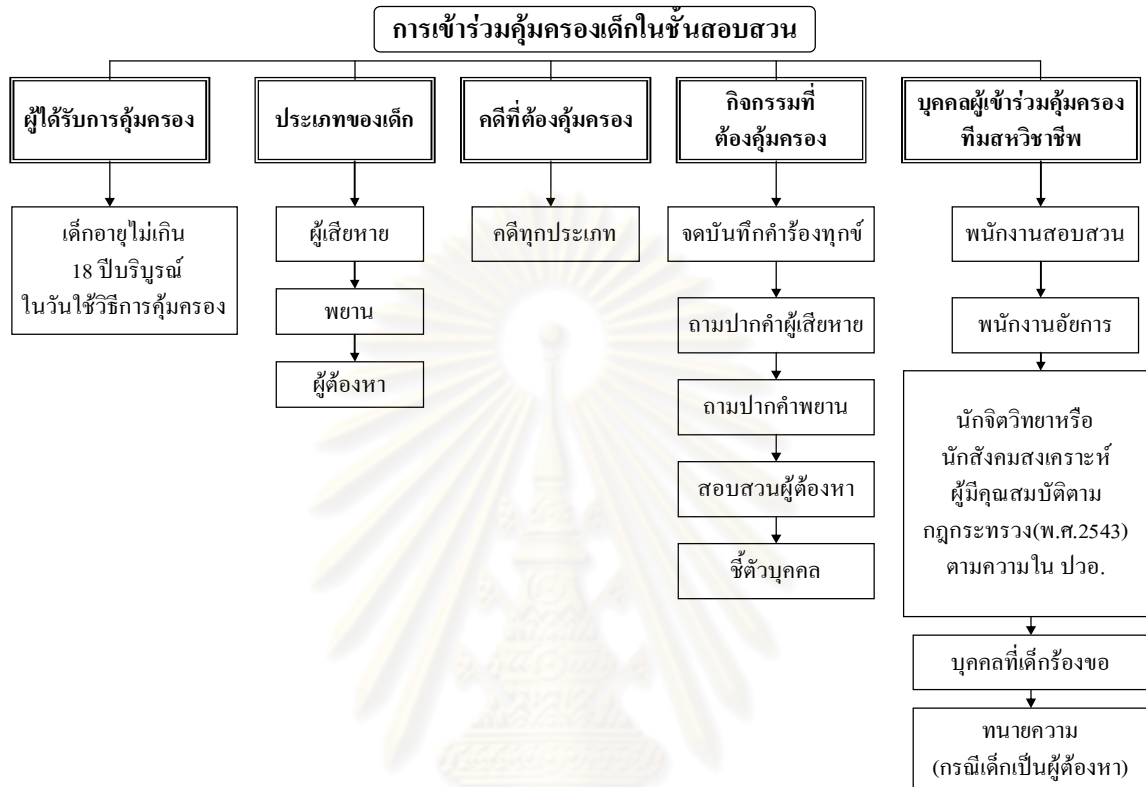 การเข้าร่วมคุ้มครองเด็กในชั้นสอบสวน
ผู้ได้รับการคุ้มครอง
เด็กอายุไม่เกิน
18 ปีบริบูรณ์
ในวันใช้วิธีการคุ้มครอง
ประเภทของเด็ก
ผู้เสียหาย
พยาน
ผู้ต้องหา
คดีที่ต้องคุ้มครอง
คดีทุกประเภท
กิจกรรมที่
ต้องคุ้มครอง
จดบันทึกคำร้องทุกข์
ถามปากคำผู้เสียหาย
ถามปากคำพยาน
สอบสวนผู้ต้องหา
ชี้ตัวบุคคล
บุคคลผู้เข้าร่วมคุ้มครอง
ทีมสหวิชาชีพ
พนักงานสอบสวน
พนักงานอัยการ
นักจิตวิทยาหรือ
นักสังคมสงเคราะห์
ผู้มีคุณสมบัติตาม
กฎกระทรวง(พ.ศ.2543)
ตามความใน ปวอ.
บุคคลที่เด็กร้องขอ
ทนายความ
(กรณีเด็กเป็นผู้ต้องหา)